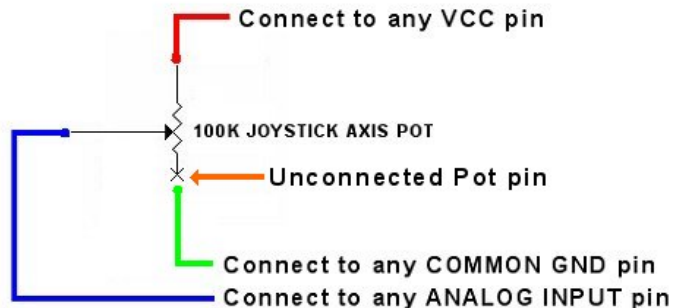 Connect to any VCC pin
100K JOYSTICK AXIS POT
Unconnected Pot pin
Connect to any COMMON GND pin
Connect to any ANALOG INPUT pin